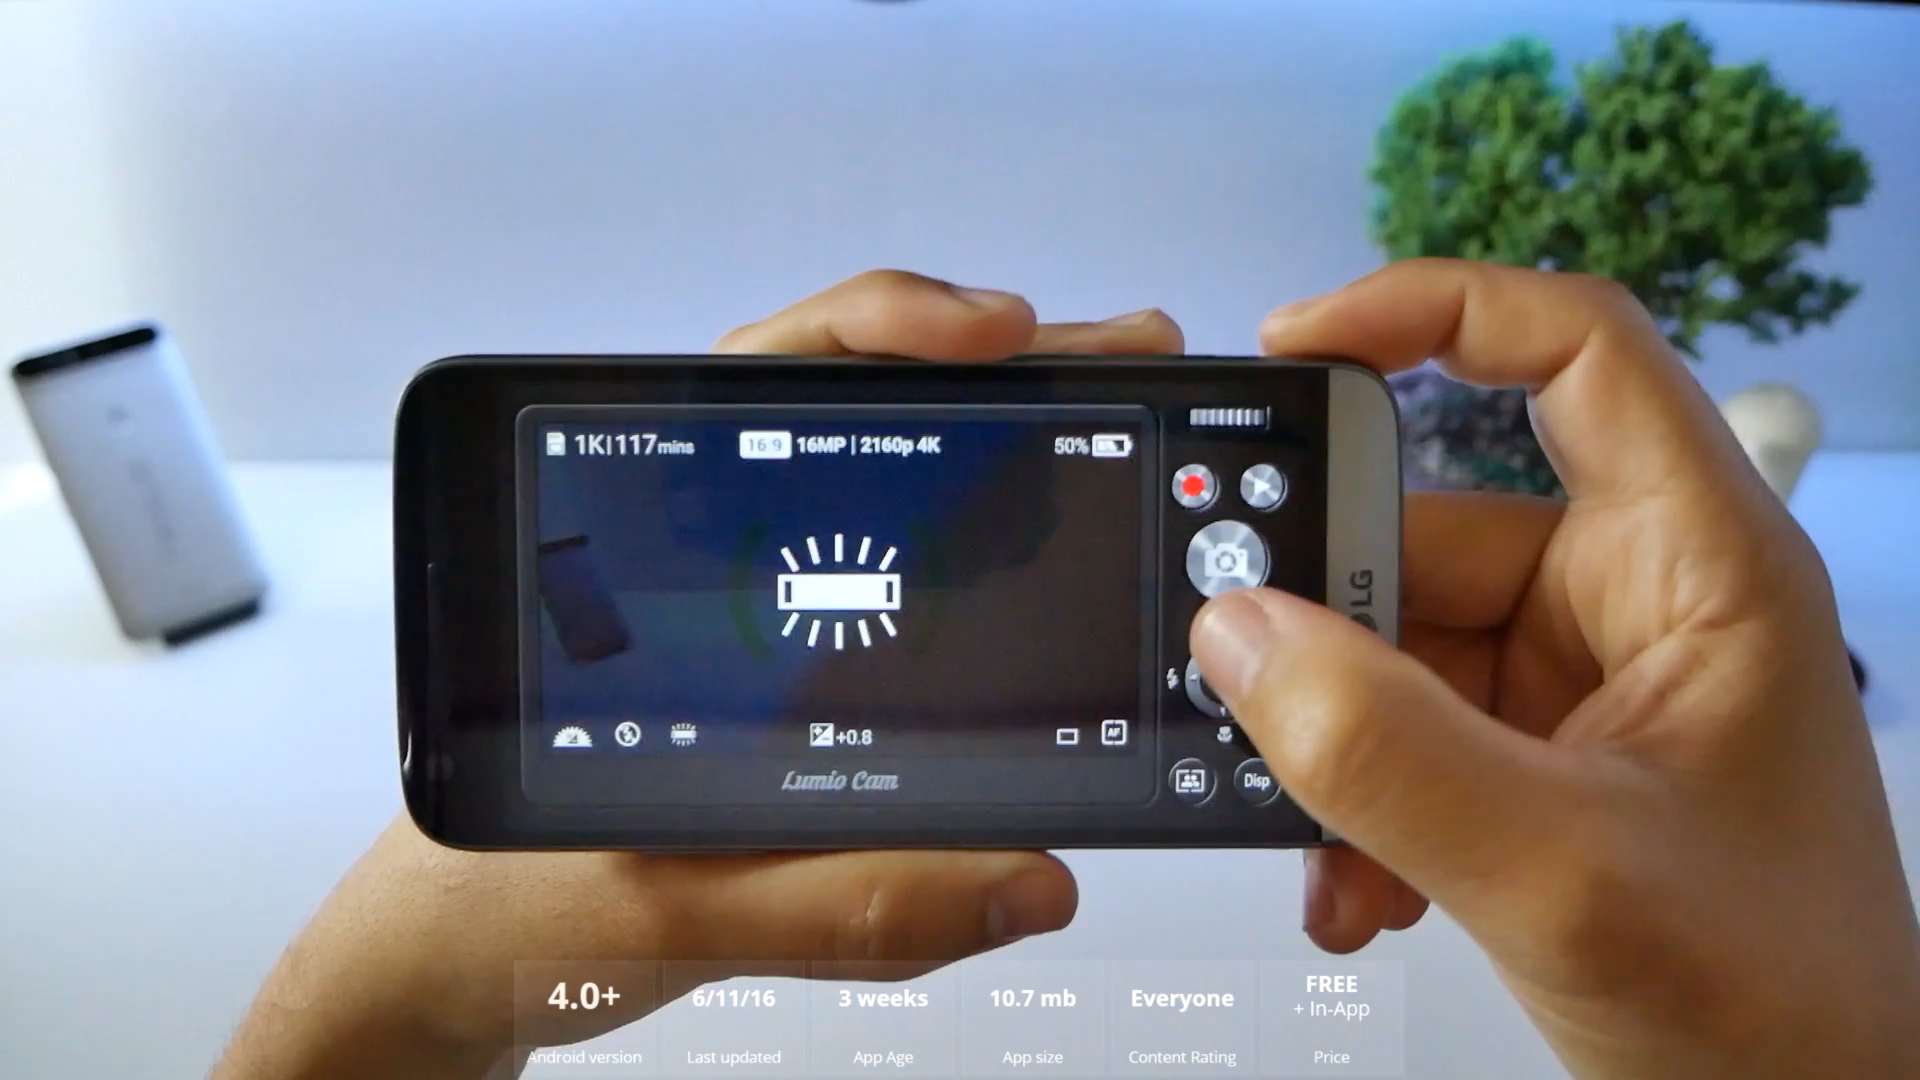 1K|117mins
16:9 16MP | 2160p 4K
50%
LG
AF
+0.8
Lumio Cam
Disp
4.0+
6/11/16
3 weeks
10.7 mb
Everyone
FREE
+ In-App
Android version
Last updated
App Age
App size
Content Rating
Price